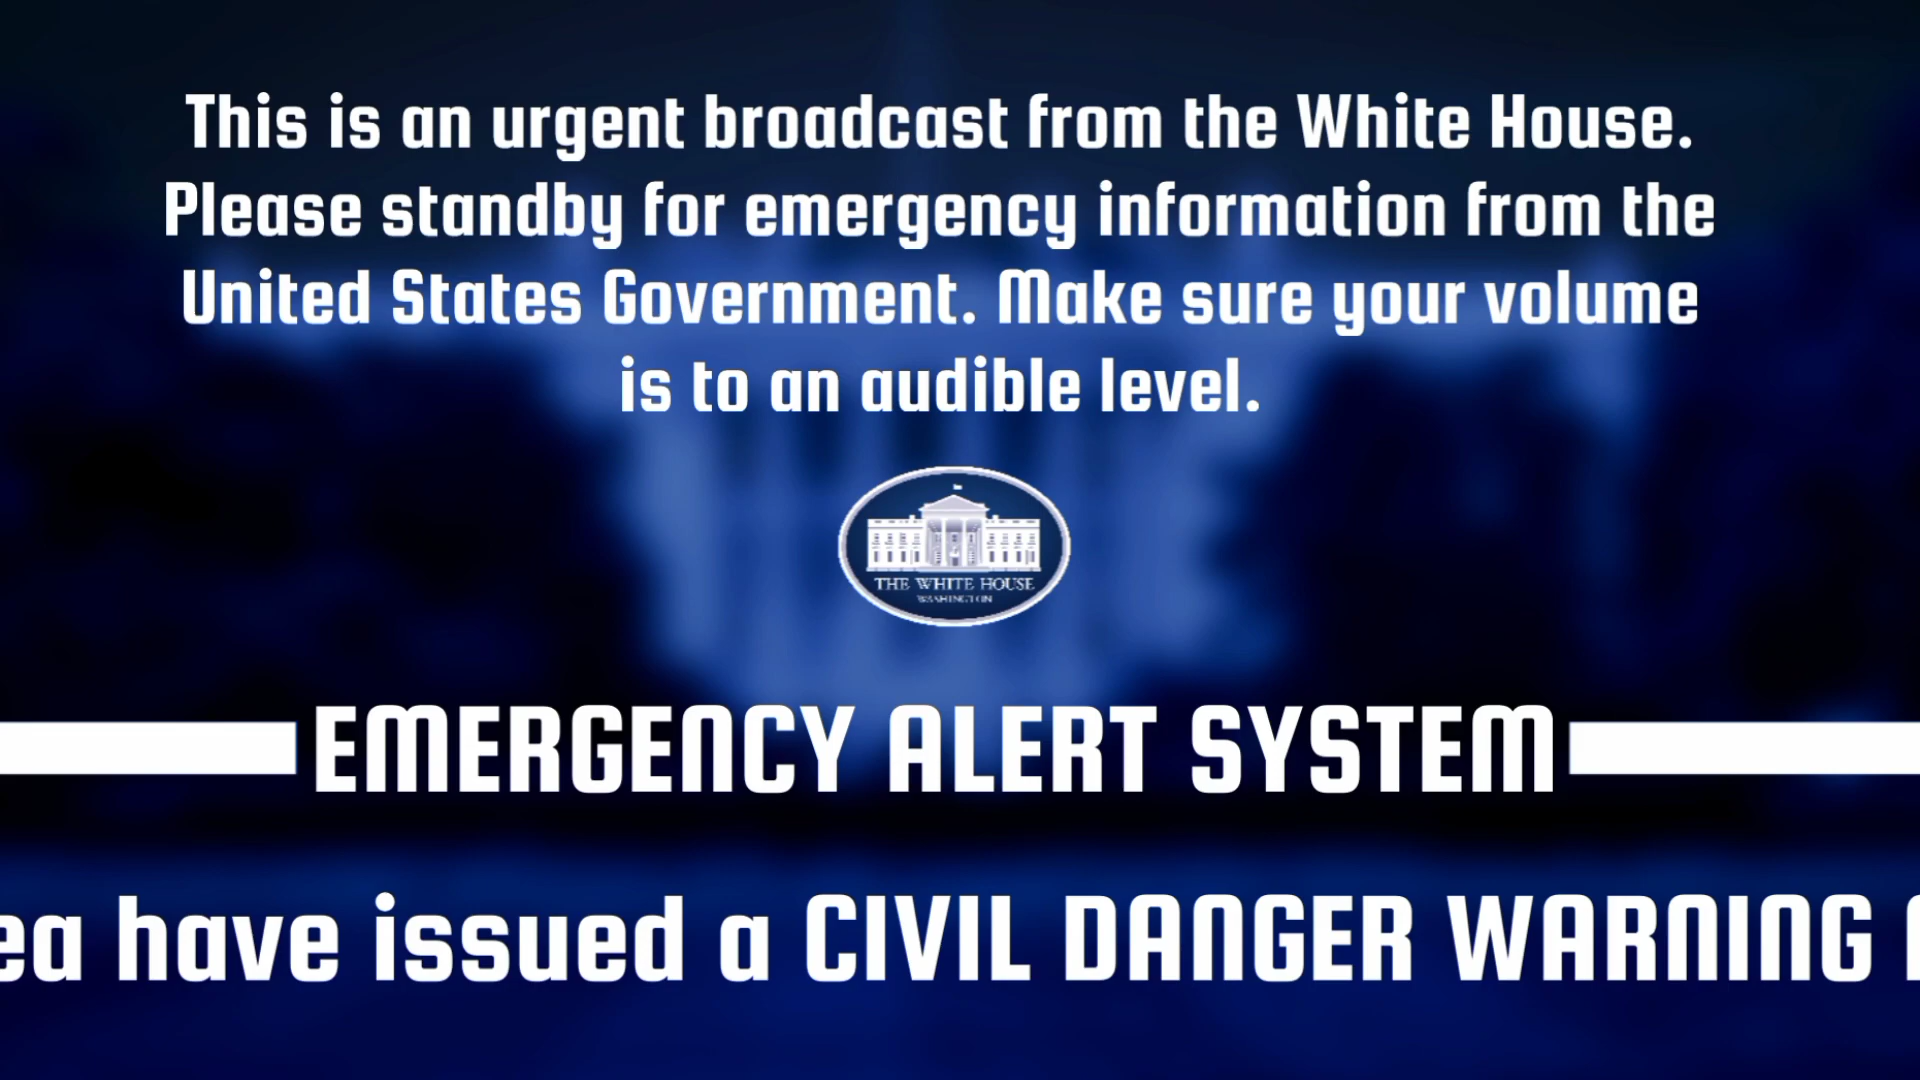 This is an urgent broadcast from the White House.
Please standby for emergency information from the
United States Government. Make sure your volume
is to an audible level.
THE WHITE HOUSE
WASHINGTON
EMERGENCY ALERT SYSTEM
ea have issued a CIVIL DANGER WARNING